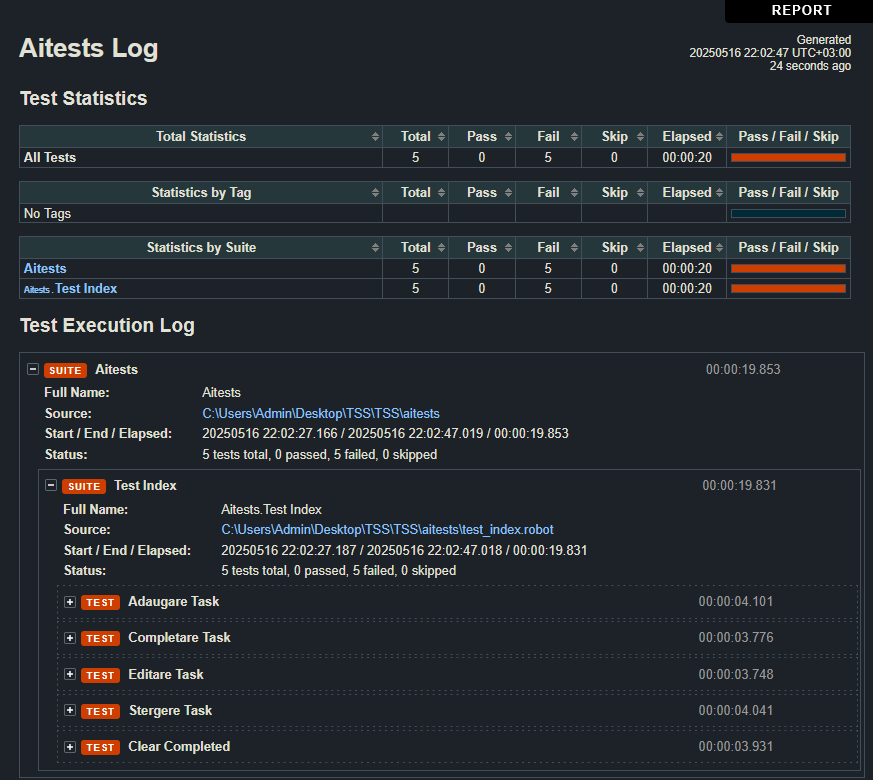 REPORT
Aitests Log
Generated
20250516 22:02:47 UTC+03:00
24 seconds ago
Test Statistics
Total Statistics Total Pass Fail Skip Elapsed Pass / Fail / Skip
All Tests 5 0 5 0 00:00:20
Statistics by Tag Total Pass Fail Skip Elapsed Pass / Fail / Skip
No Tags
Statistics by Suite Total Pass Fail Skip Elapsed Pass / Fail / Skip
Aitests 5 0 5 0 00:00:20
Aitests . Test Index 5 0 5 0 00:00:20
Test Execution Log
SUITE Aitests 00:00:19.853
Full Name: Aitests
Source: C:\Users\Admin\Desktop\TSS\TSS\aitests
Start / End / Elapsed: 20250516 22:02:27.166 / 20250516 22:02:47.019 / 00:00:19.853
Status: 5 tests total, 0 passed, 5 failed, 0 skipped
SUITE Test Index 00:00:19.831
Full Name: Aitests.Test Index
Source: C:\Users\Admin\Desktop\TSS\TSS\aitests\test_index.robot
Start / End / Elapsed: 20250516 22:02:27.187 / 20250516 22:02:47.018 / 00:00:19.831
Status: 5 tests total, 0 passed, 5 failed, 0 skipped
TEST Adaugare Task 00:00:04.101
TEST Completare Task 00:00:03.776
TEST Editare Task 00:00:03.748
TEST Stergere Task 00:00:04.041
TEST Clear Completed 00:00:03.931